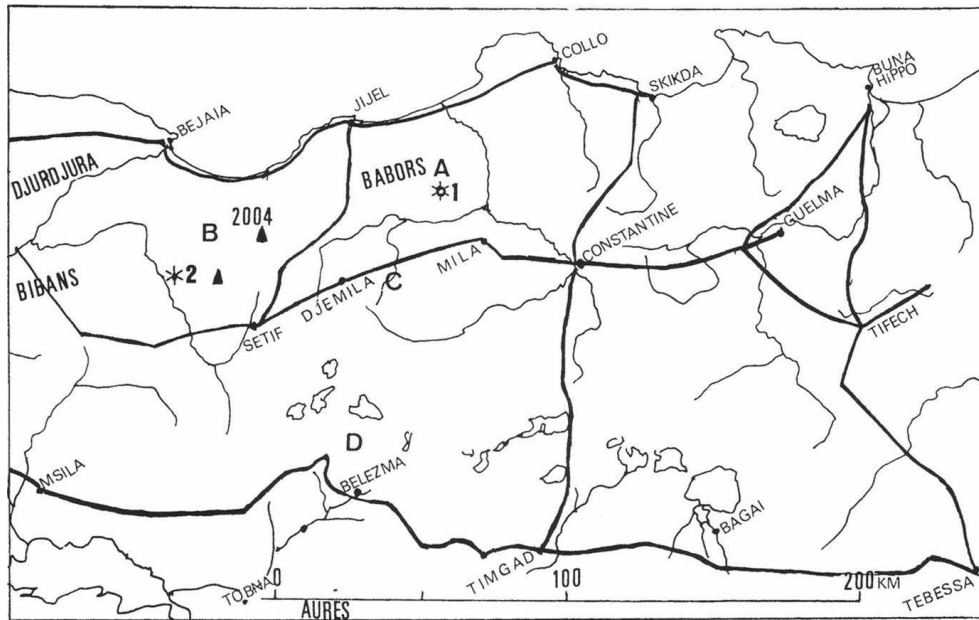 COLLO
SKIKDA
BUNA
HiPPO
JIJEL
BEJAIA
DJURDJURA
BABORS
A
1
2004
B
GUELMA
CONSTANTINE
MILA
BIBANS
2
DJEMILA
C
SETIF
TIFECH
D
MSILA
BELEZMA
BAGAI
TIMGAD
TOBNA
0
100
200 KM
TEBESSA
AURES